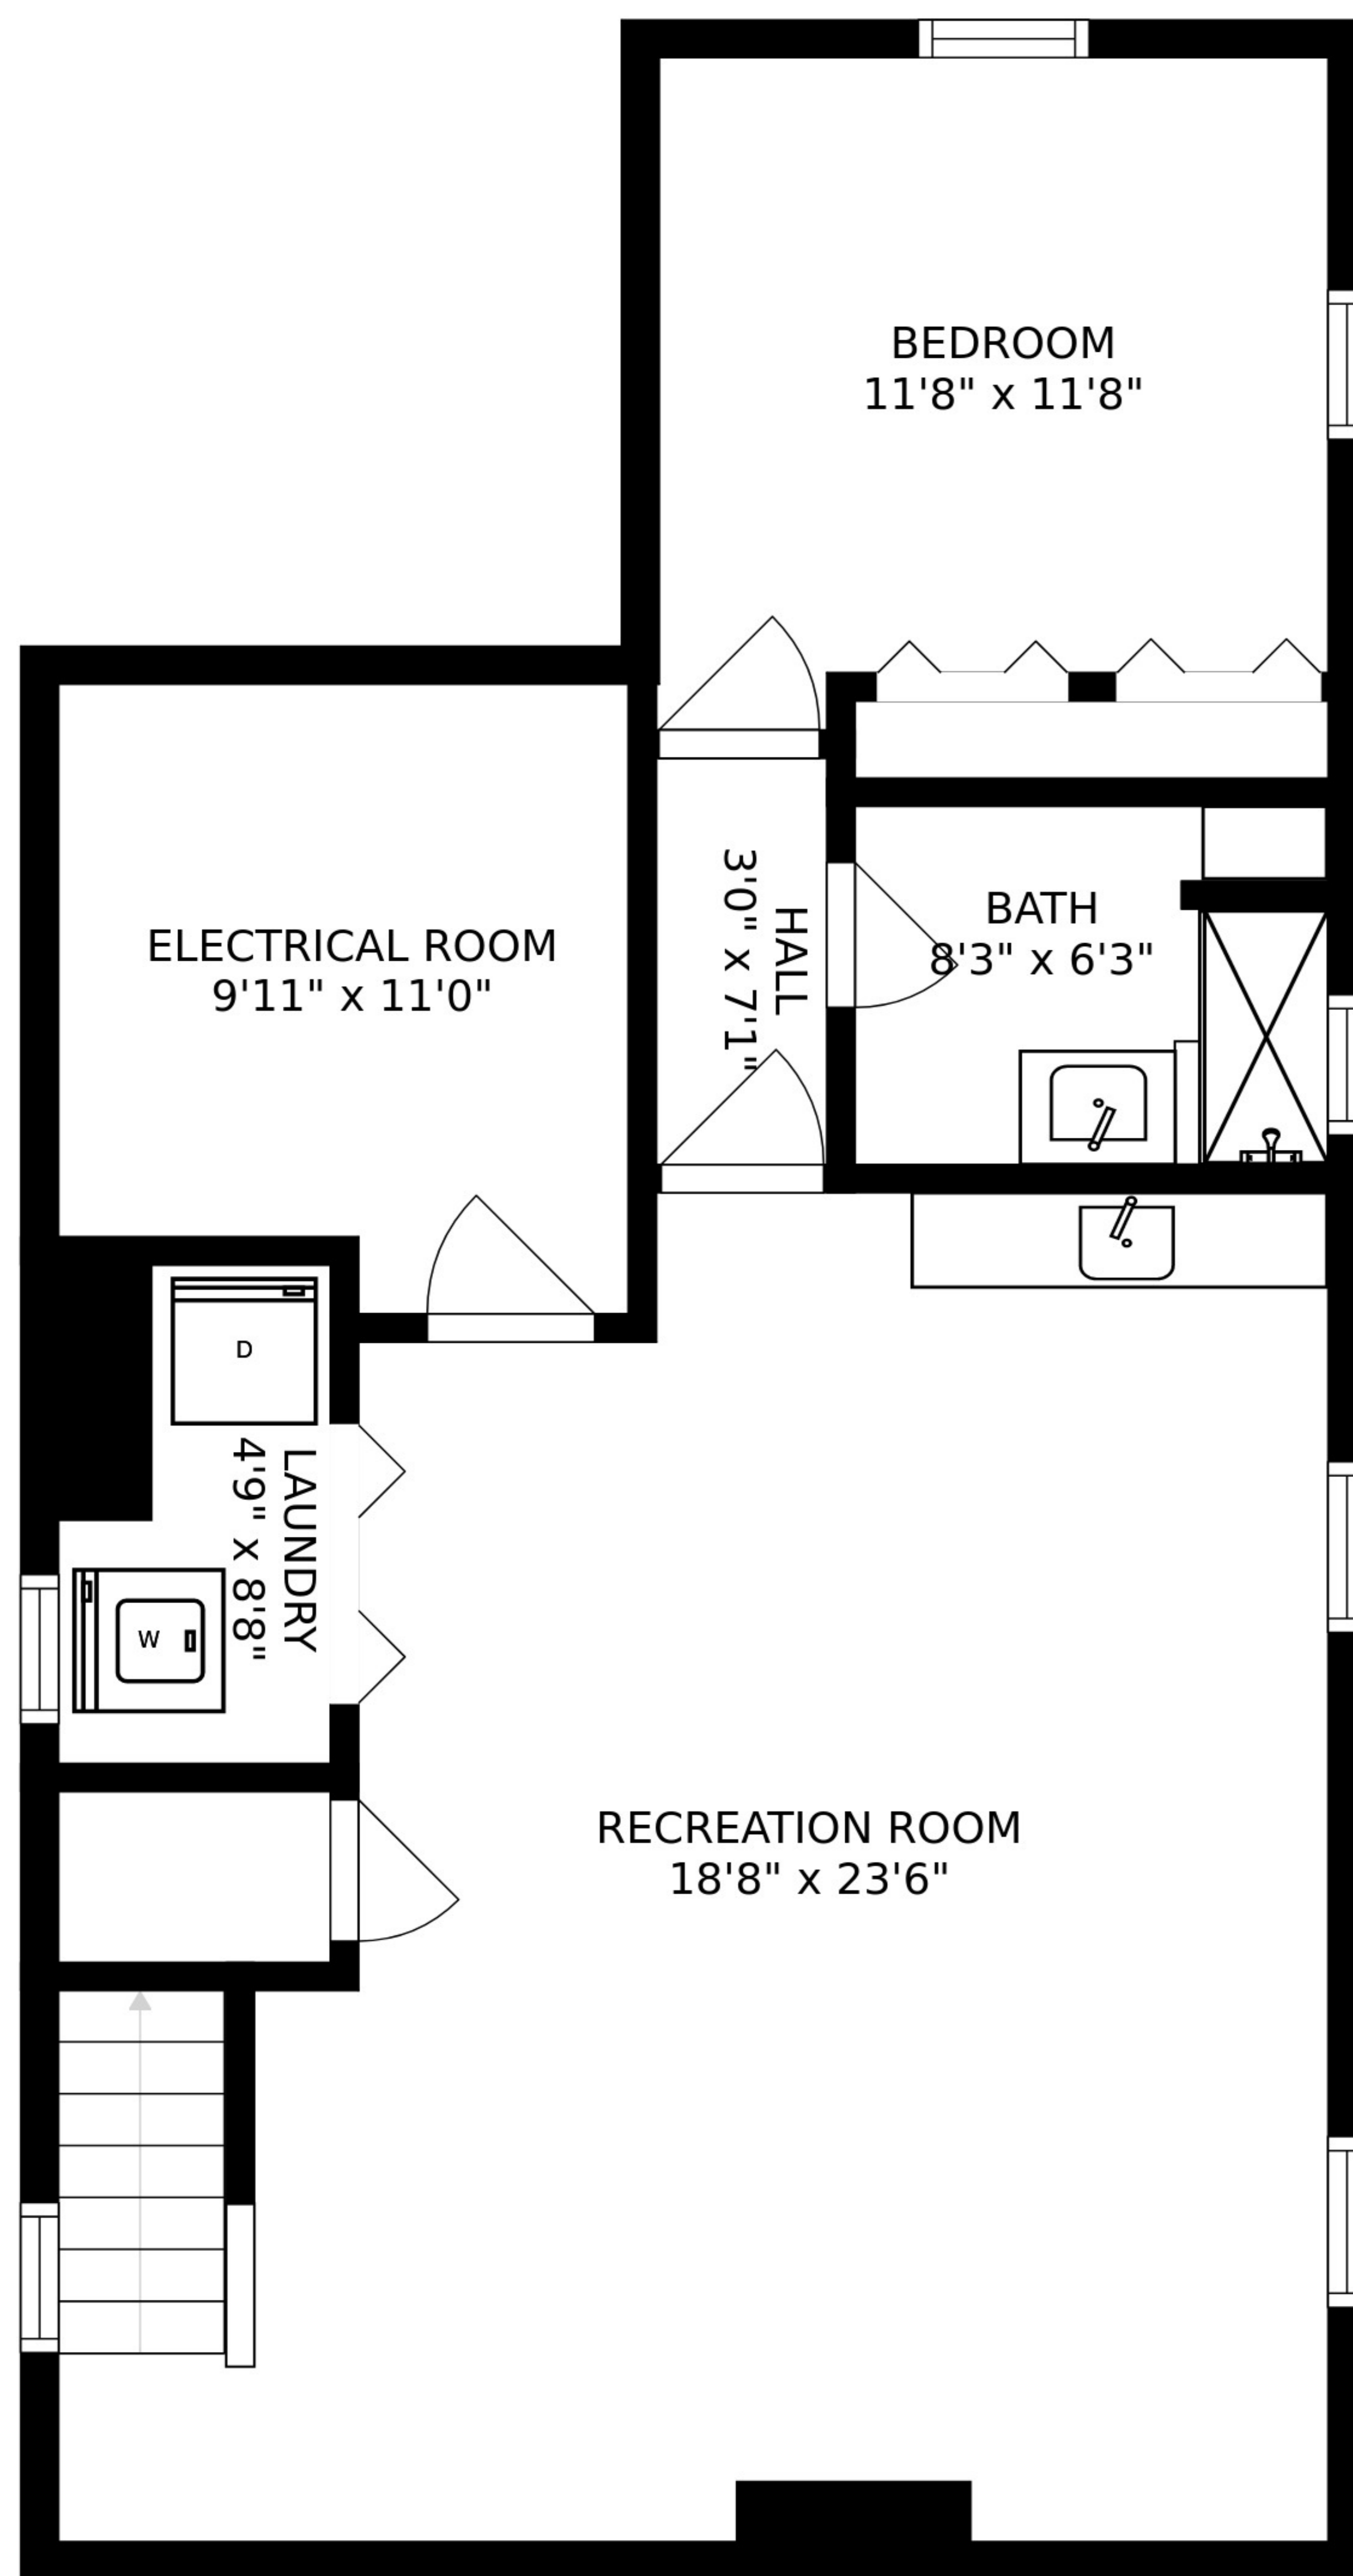 BEDROOM
11'8" x 11'8"
ELECTRICAL ROOM
9'11" x 11'0"
HALL
3'0" x 7'1"
BATH
8'3" x 6'3"
D
LAUNDRY
4'9" x 8'8"
W
RECREATION ROOM
18'8" x 23'6"